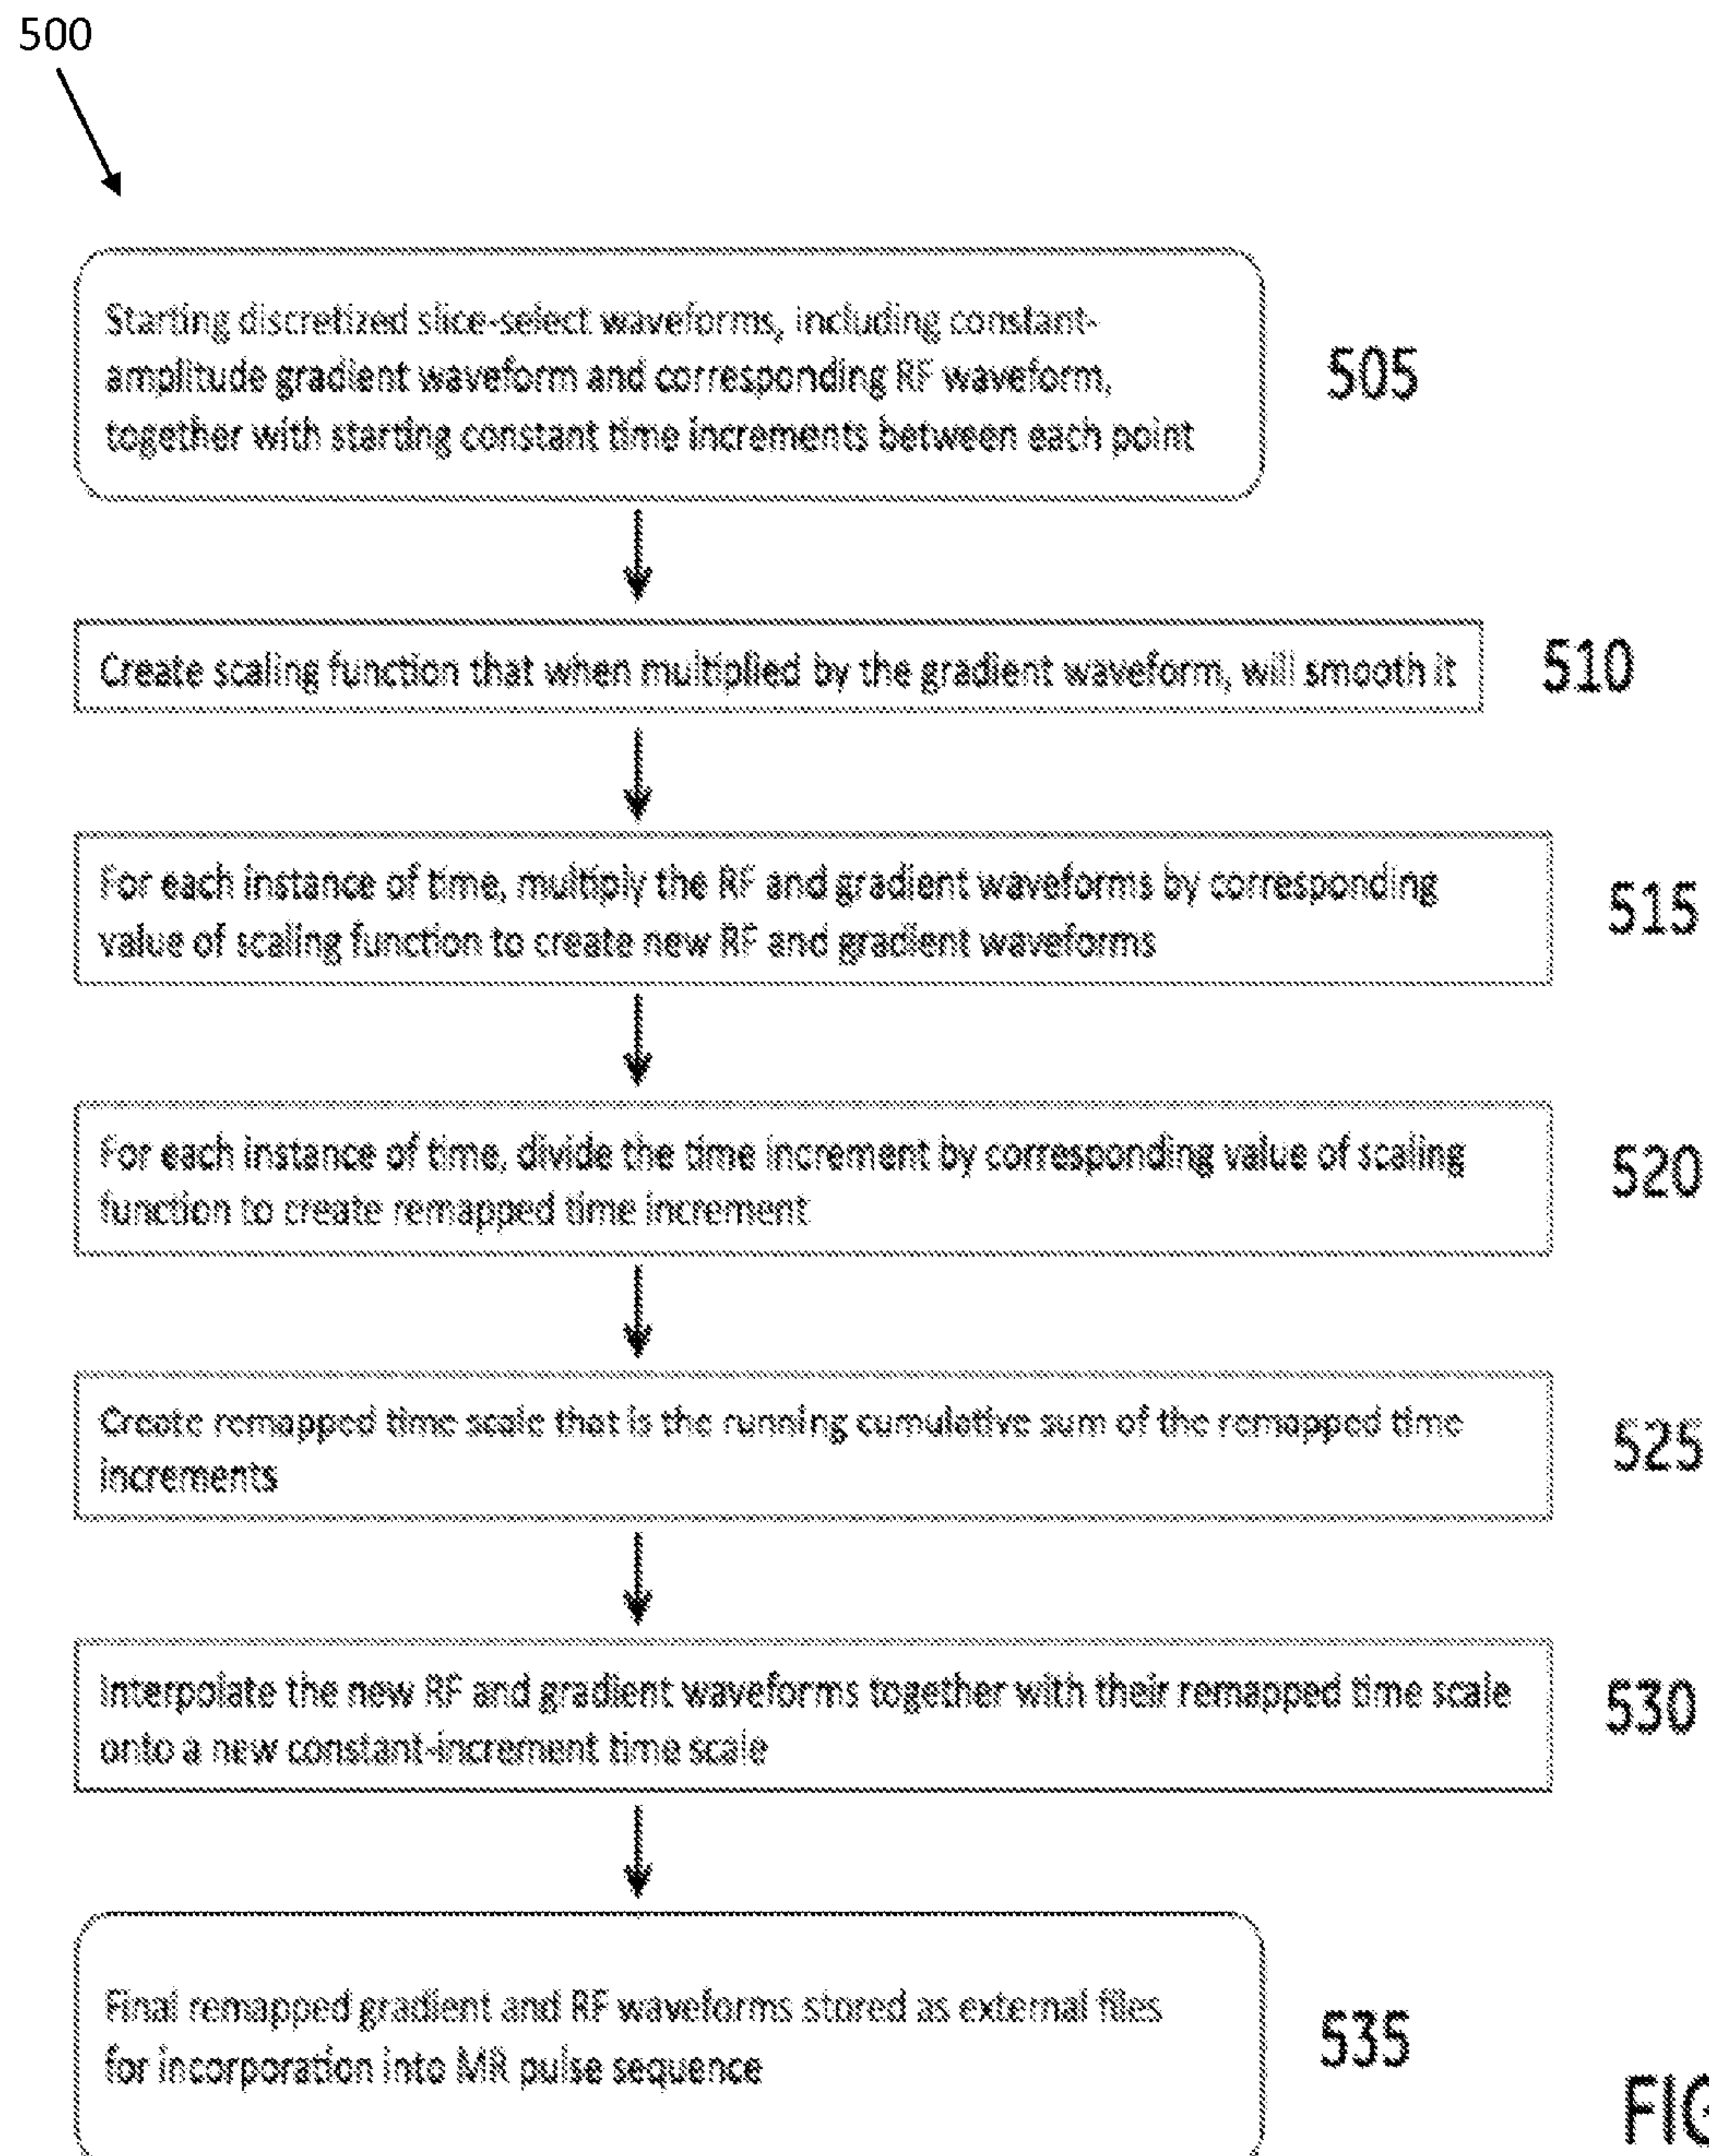 500
Starting discretized slice-select waveforms, including constant-
amplitude gradient waveform and corresponding RF waveform,
together with starting constant time increments between each point
505
Create scaling function that when multiplied by the gradient waveform, will smooth it
510
For each instance of time, multiply the RF and gradient waveforms by corresponding
value of scaling function to create new RF and gradient waveforms
515
For each instance of time, divide the time increment by corresponding value of scaling
function to create remapped time increment
520
Create remapped time scale that is the running cumulative sum of the remapped time
increments
525
Interpolate the new RF and gradient waveforms together with their remapped time scale
onto a new constant-increment time scale
530
Final remapped gradient and RF waveforms stored as external files
for incorporation into MR pulse sequence
535